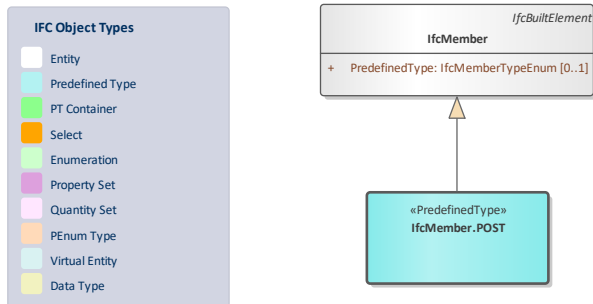 IFC Object Types
Entity
Predefined Type
PT Container
Select
Enumeration
Property Set
Quantity Set
PEnum Type
Virtual Entity
Data Type
IfcBuiltElement
IfcMember
+ PredefinedType: IfcMemberTypeEnum [0..1]
«PredefinedType»
IfcMember.POST